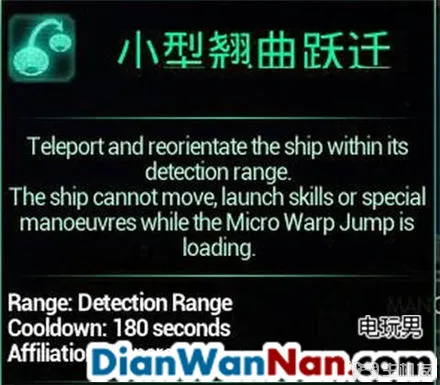 小型翘曲跃迁
Teleport and reorientate the ship within its
detection range.
The ship cannot move, launch skills or special
manoeuvres while the Micro Warp Jump is
loading.
Range: Detection Range
Cooldown: 180 seconds
电玩男
DianWanNan.com